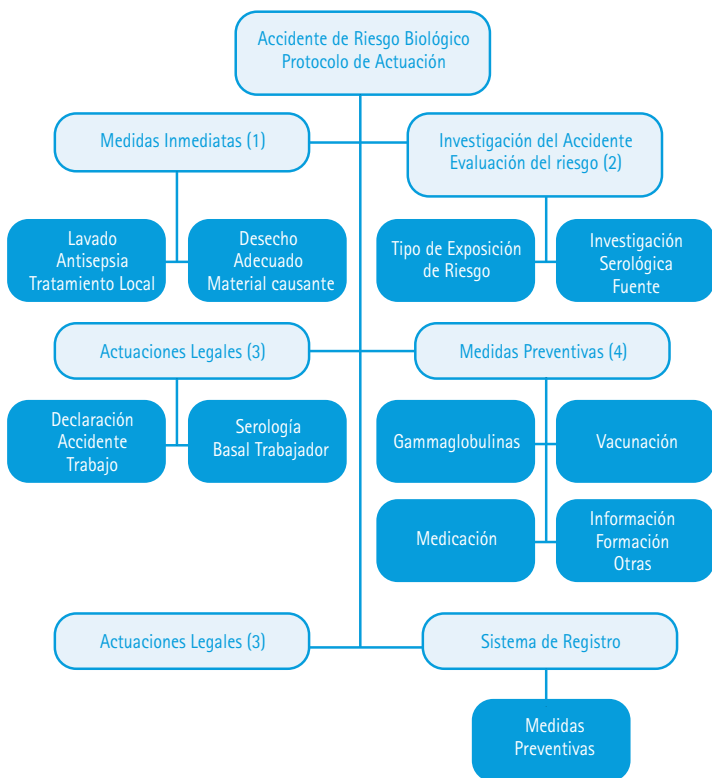 Accidente de Riesgo Biológico
Protocolo de Actuación
Medidas Inmediatas (1)
Investigación del Accidente
Evaluación del riesgo (2)
Lavado
Antisepsia
Tratamiento Local
Desecho
Adecuado
Material causante
Tipo de Exposición
de Riesgo
Investigación
Serológica
Fuente
Actuaciones Legales (3)
Medidas Preventivas (4)
Declaración
Accidente
Trabajo
Serología
Basal Trabajador
Gammaglobulinas
Vacunación
Medicación
Información
Formación
Otras
Actuaciones Legales (3)
Sistema de Registro
Medidas
Preventivas